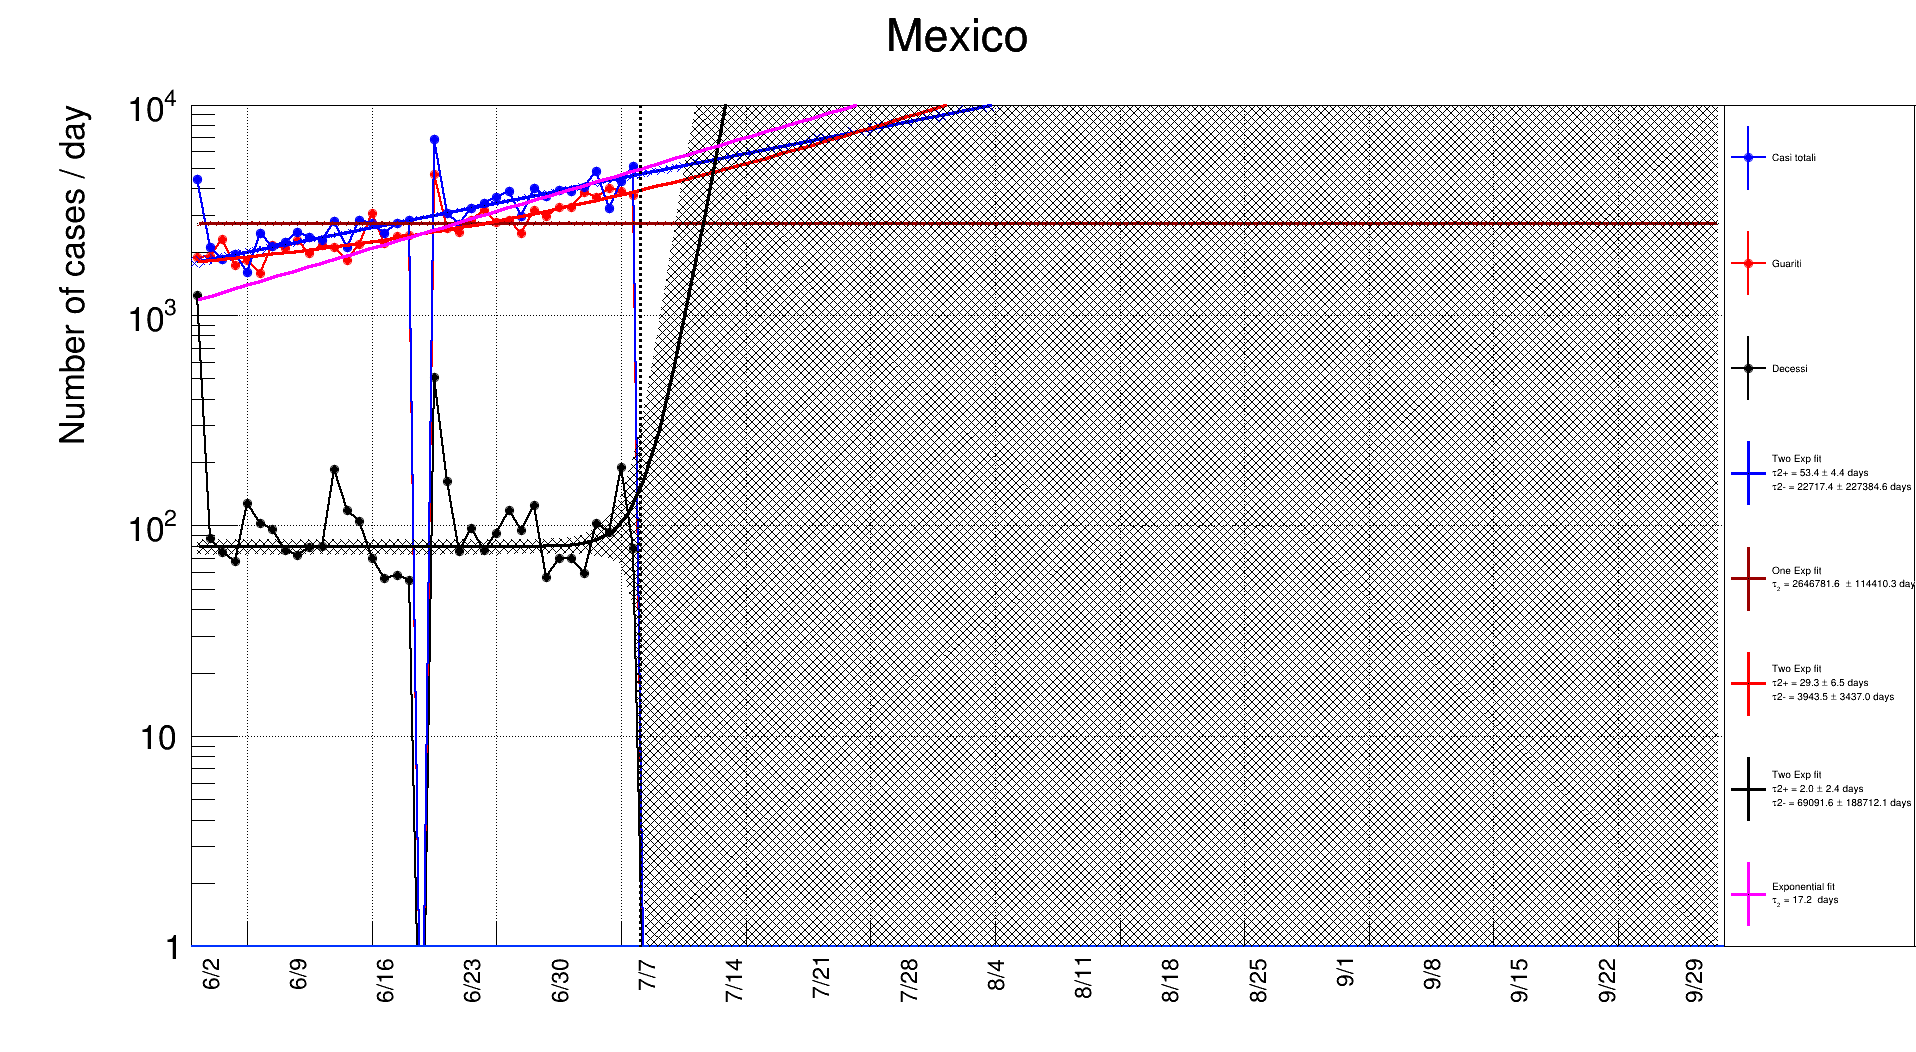 Mexico
Number of cases / day
10^4
10^3
10^2
10
1
6/2
6/9
6/16
6/23
6/30
7/7
7/14
7/21
7/28
8/4
8/11
8/18
8/25
9/1
9/8
9/15
9/22
9/29
Casi totali
Guariti
Decessi
Two Exp fit
τ2+ = 53.4 ± 4.4 days
τ2- = 22717.4 ± 227384.6 days
One Exp fit
τ₂ = 2646781.6 ± 114410.3 day
Two Exp fit
τ2+ = 29.3 ± 6.5 days
τ2- = 3943.5 ± 3437.0 days
Two Exp fit
τ2+ = 2.0 ± 2.4 days
τ2- = 69091.6 ± 188712.1 days
Exponential fit
τ₂ = 17.2 days